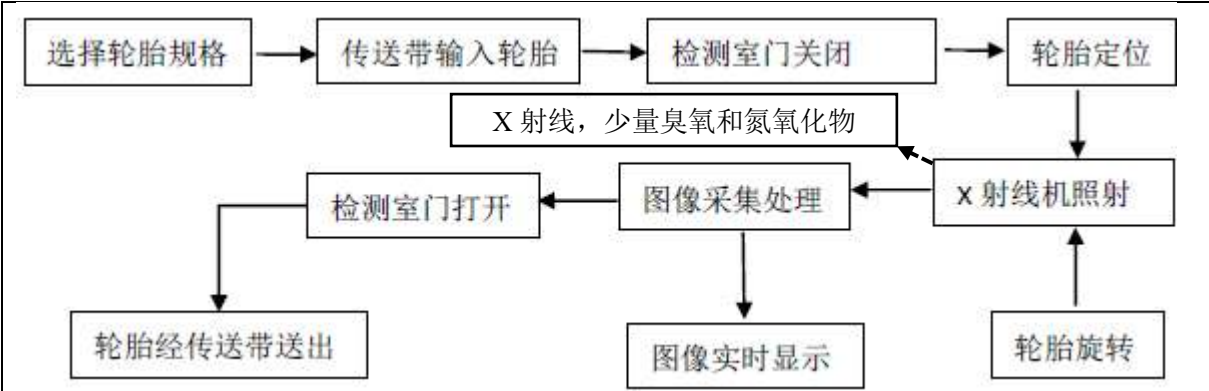 选择轮胎规格
传送带输入轮胎
检测室门关闭
轮胎定位
X 射线，少量臭氧和氮氧化物
检测室门打开
图像采集处理
X 射线机照射
轮胎经传送带送出
图像实时显示
轮胎旋转